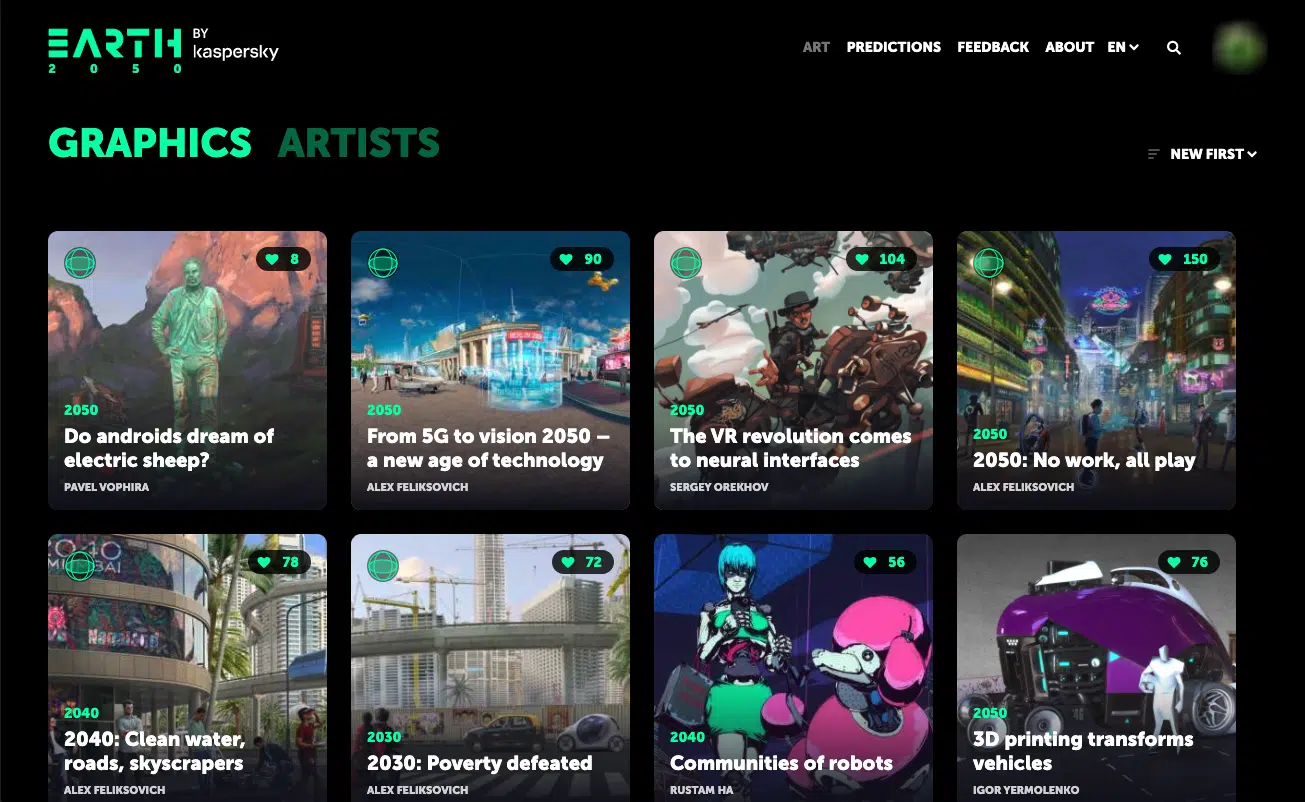 EARTH BY
kaspersky
2 0 5 0
ART PREDICTIONS FEEDBACK ABOUT EN
GRAPHICS ARTISTS
NEW FIRST
8
2050
Do androids dream of
electric sheep?
PAVEL VOPHIRA
90
2050
From 5G to vision 2050 –
a new age of technology
ALEX FELIKSOVICH
104
2050
The VR revolution comes
to neural interfaces
SERGEY OREKHOV
150
2050
2050: No work, all play
ALEX FELIKSOVICH
78
2040
2040: Clean water,
roads, skyscrapers
ALEX FELIKSOVICH
72
2030
2030: Poverty defeated
ALEX FELIKSOVICH
56
2040
Communities of robots
RUSTAM HA
76
2050
3D printing transforms
vehicles
IGOR YERMOLENKO